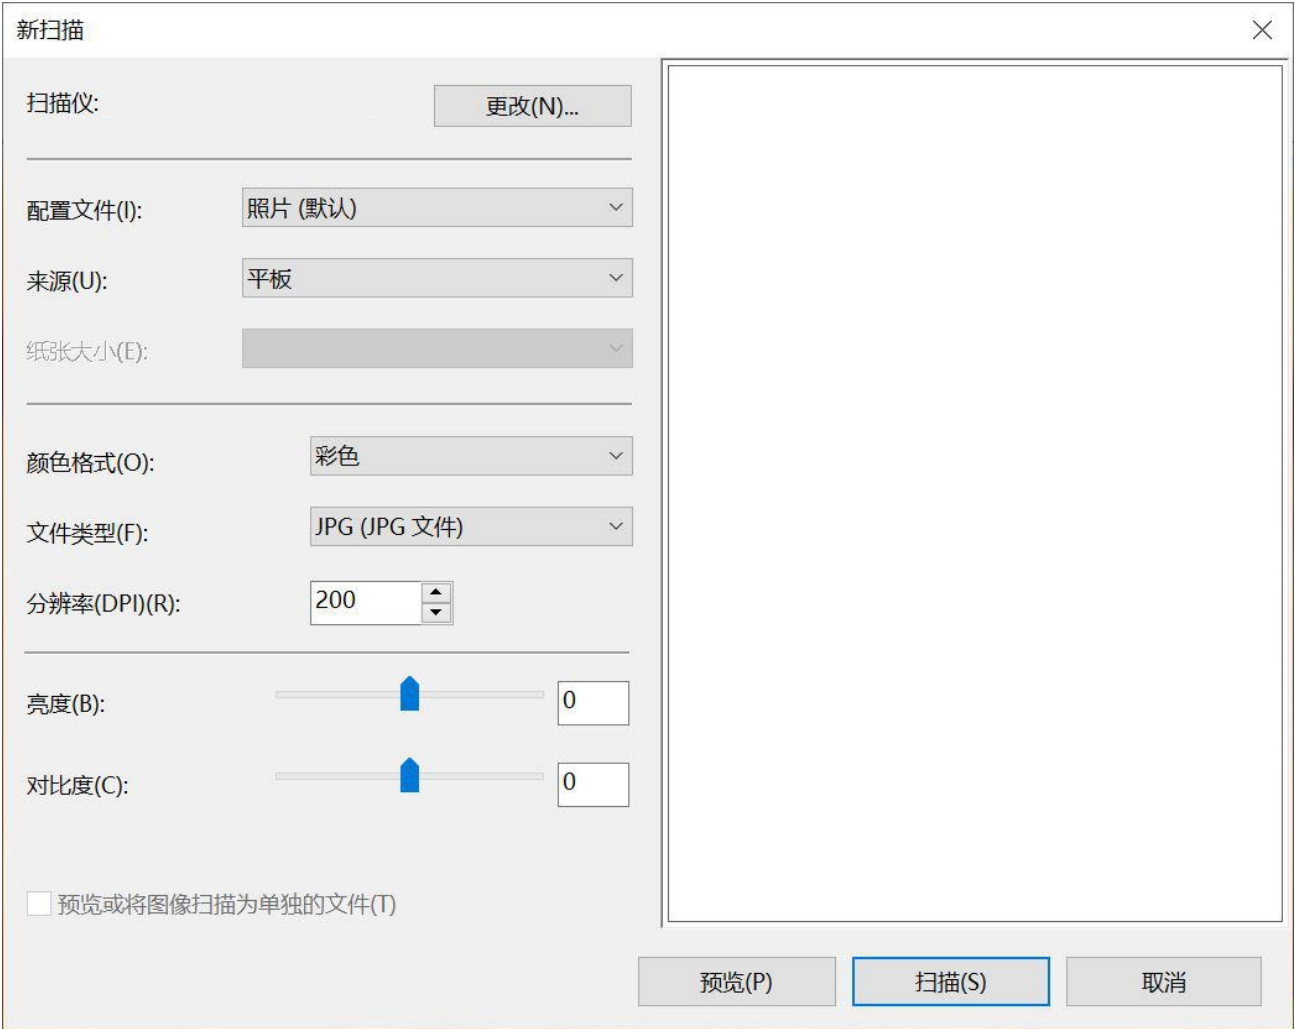 新扫描
扫描仪:
更改(N)...
配置文件(I):
照片 (默认)
来源(U):
平板
纸张大小(E):
颜色格式(O):
彩色
文件类型(F):
JPG (JPG 文件)
分辨率(DPI)(R):
200
亮度(B):
0
对比度(C):
0
预览或将图像扫描为单独的文件(T)
预览(P)
扫描(S)
取消